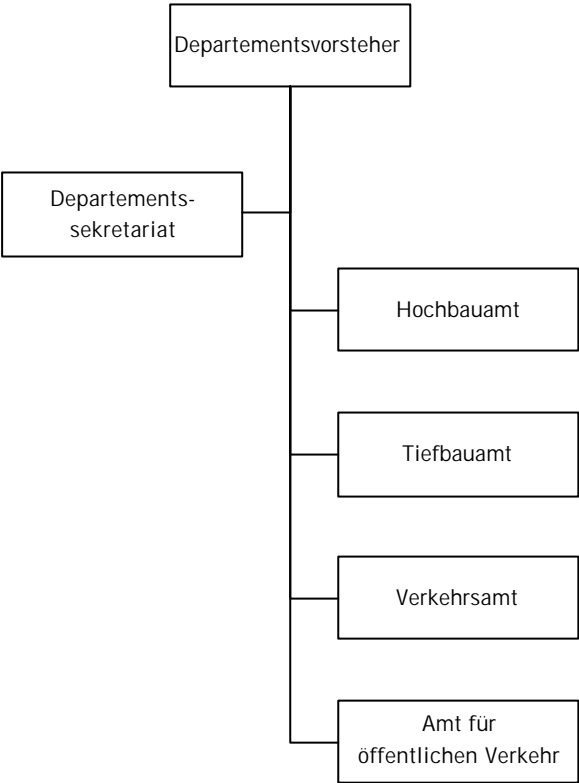 Departementsvorsteher
Departements-
sekretariat
Hochbauamt
Tiefbauamt
Verkehrsamt
Amt für
öffentlichen Verkehr